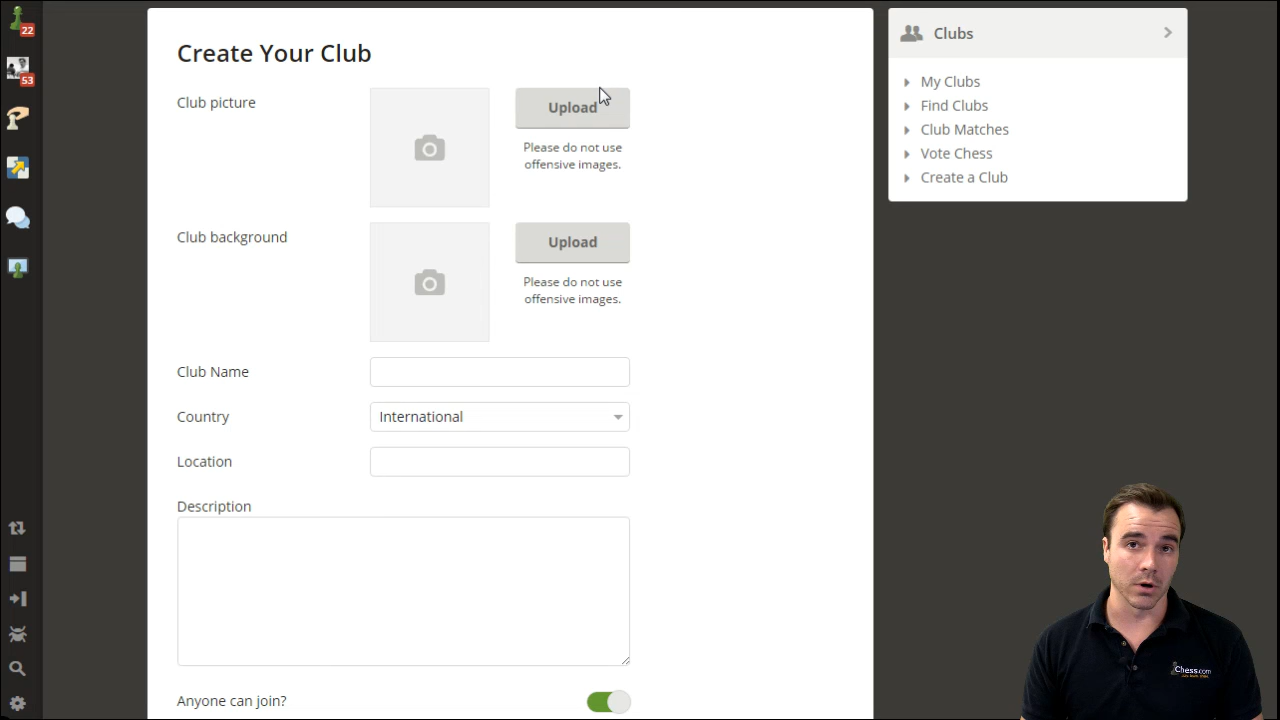 22
53
Create Your Club
Club picture
Upload
Please do not use
offensive images.
Club background
Upload
Please do not use
offensive images.
Club Name
Country
International
Location
Description
Anyone can join?
Clubs
My Clubs
Find Clubs
Club Matches
Vote Chess
Create a Club
Chess.com